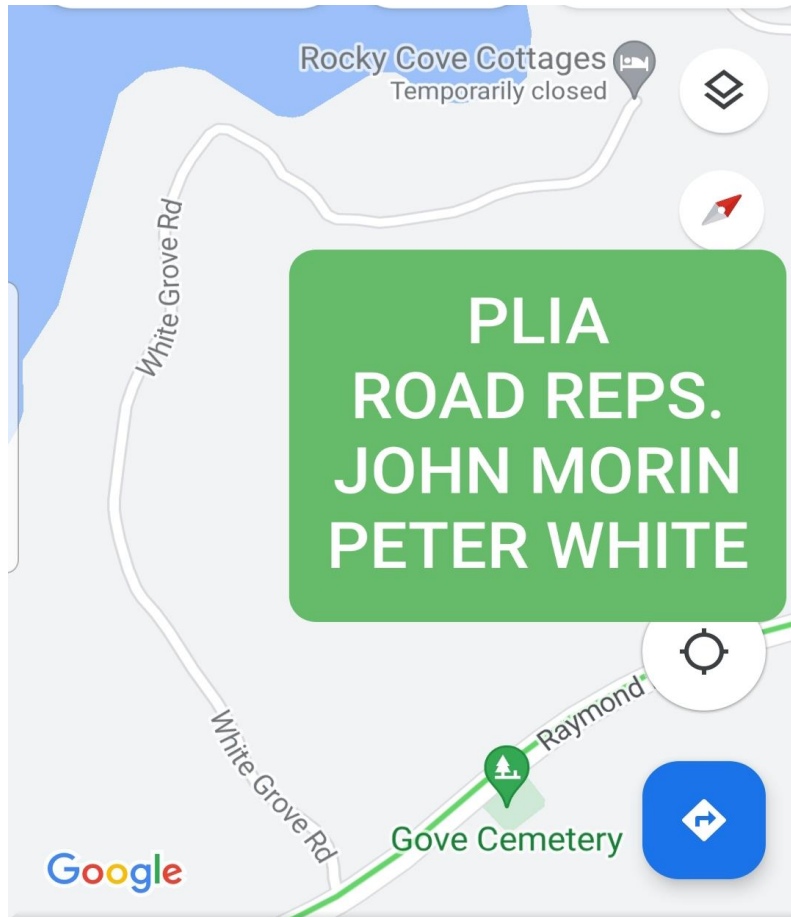 Rocky Cove Cottages
Temporarily closed
White Grove Rd
PLIA
ROAD REPS.
JOHN MORIN
PETER WHITE
Raymond
White Grove Rd
Gove Cemetery
Google